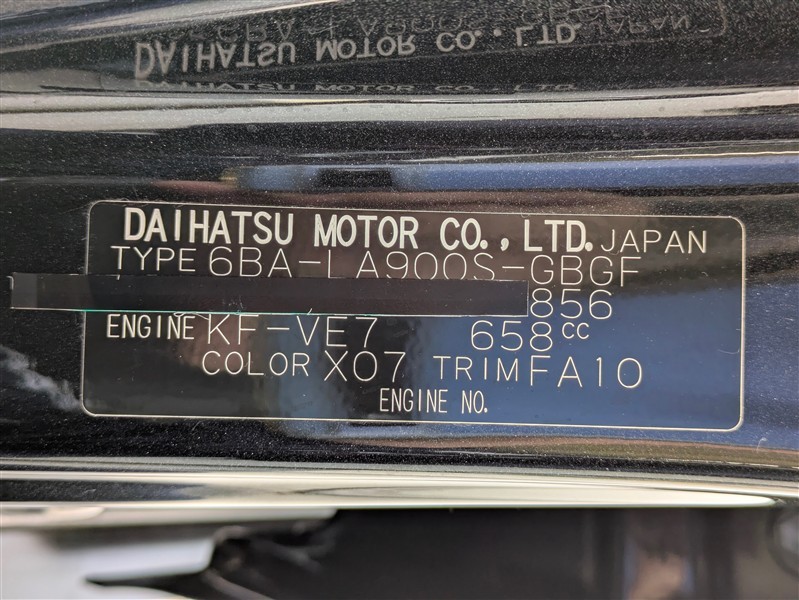 DAIHATSU MOTOR CO., LTD.
DAIHATSU MOTOR CO., LTD. JAPAN
TYPE 6BA-LA900S-GBGF
856
ENGINE KF-VE7 658CC
COLOR X07 TRIM FA10
ENGINE NO.